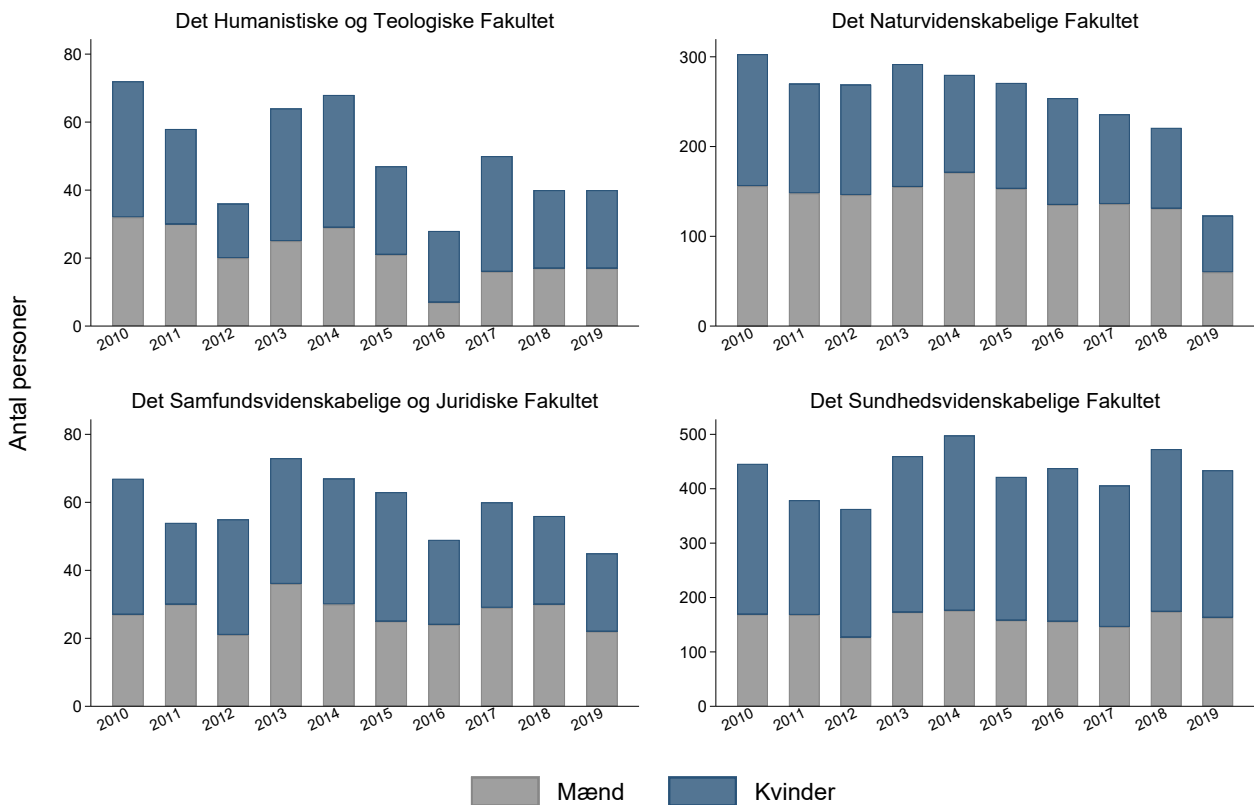 Antal personer
Det Humanistiske og Teologiske Fakultet
80
60
40
20
0
2010 2011 2012 2013 2014 2015 2016 2017 2018 2019
Det Naturvidenskabelige Fakultet
300
200
100
0
2010 2011 2012 2013 2014 2015 2016 2017 2018 2019
Det Samfundsvidenskabelige og Juridiske Fakultet
80
60
40
20
0
2010 2011 2012 2013 2014 2015 2016 2017 2018 2019
Det Sundhedsvidenskabelige Fakultet
500
400
300
200
100
0
2010 2011 2012 2013 2014 2015 2016 2017 2018 2019
Mænd Kvinder